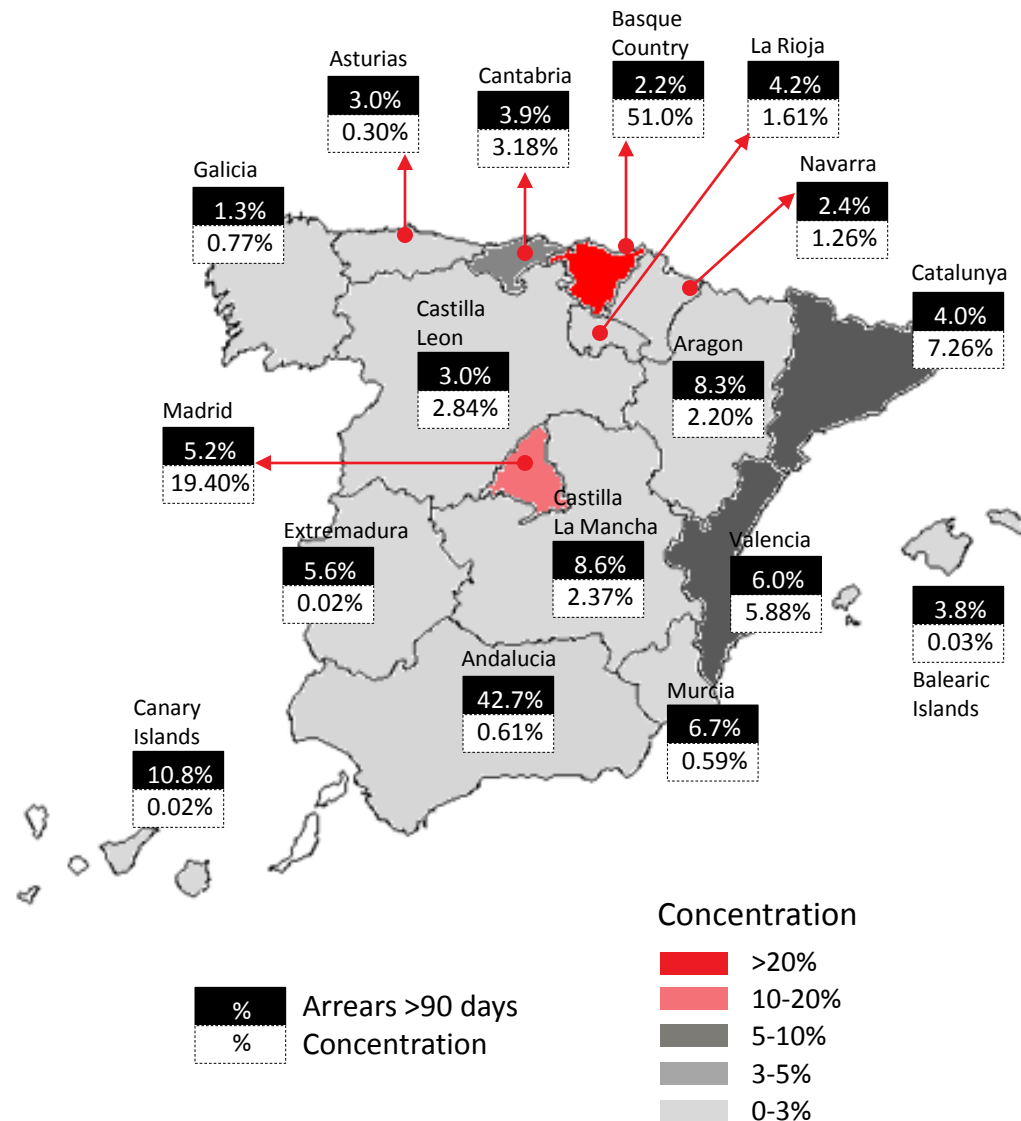 Basque
Country
2.2%
51.0%
La Rioja
4.2%
1.61%
Asturias
3.0%
0.30%
Cantabria
3.9%
3.18%
Navarra
2.4%
1.26%
Galicia
1.3%
0.77%
Catalunya
4.0%
7.26%
Castilla
Leon
3.0%
2.84%
Aragon
8.3%
2.20%
Madrid
5.2%
19.40%
Castilla
La Mancha
8.6%
2.37%
Extremadura
5.6%
0.02%
Valencia
6.0%
5.88%
3.8%
0.03%
Balearic
Islands
Andalucia
42.7%
0.61%
Murcia
6.7%
0.59%
Canary
Islands
10.8%
0.02%
Concentration
>20%
10-20%
5-10%
3-5%
0-3%
% Arrears >90 days
% Concentration